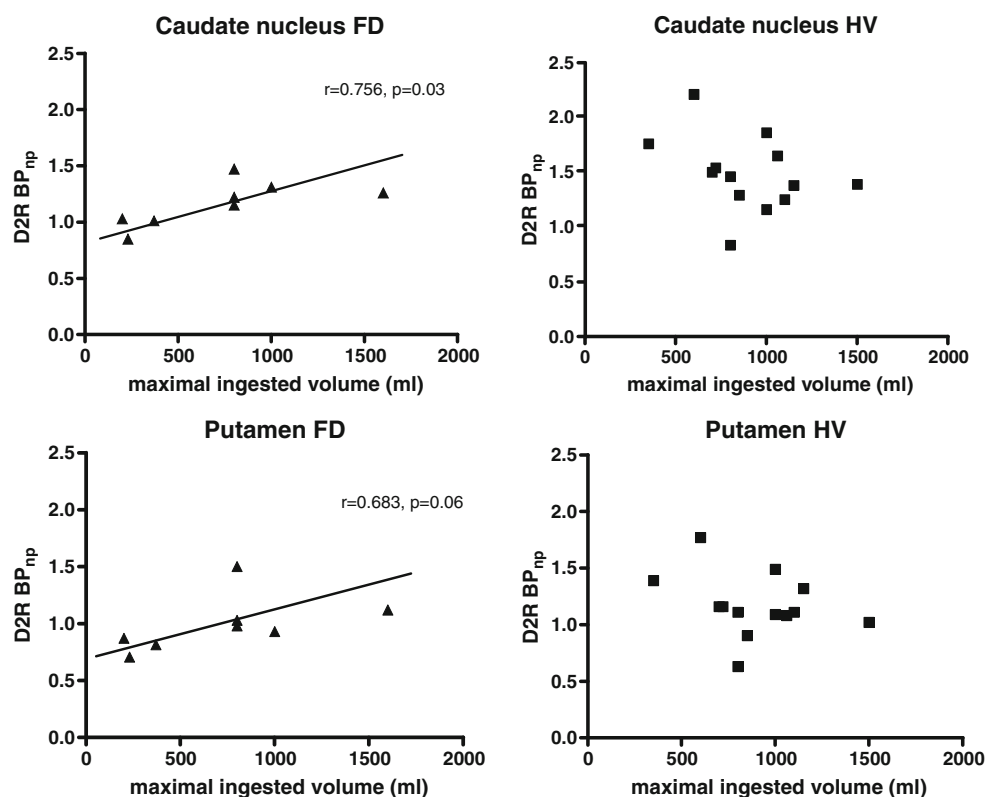 Caudate nucleus FD
2.5
2.0
1.5
1.0
0.5
0.0
D2R BPnp
r=0.756, p=0.03
0 500 1000 1500 2000
maximal ingested volume (ml)
Caudate nucleus HV
2.5
2.0
1.5
1.0
0.5
0.0
D2R BPnp
0 500 1000 1500 2000
maximal ingested volume (ml)
Putamen FD
2.5
2.0
1.5
1.0
0.5
0.0
D2R BPnp
r=0.683, p=0.06
0 500 1000 1500 2000
maximal ingested volume (ml)
Putamen HV
2.5
2.0
1.5
1.0
0.5
0.0
D2R BPnp
0 500 1000 1500 2000
maximal ingested volume (ml)